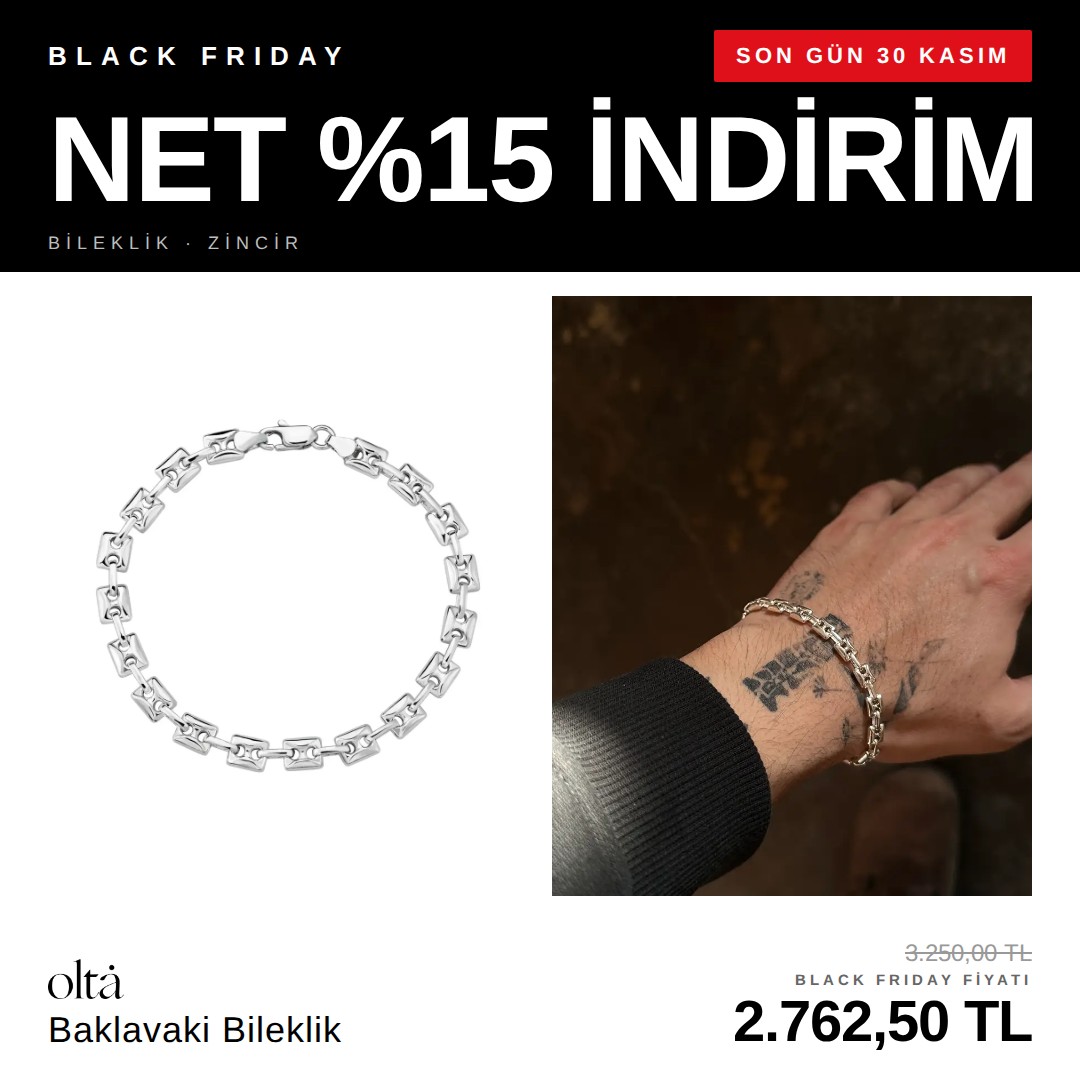 BLACK FRIDAY
SON GÜN 30 KASIM
NET %15 İNDİRİM
BİLEKLİK · ZİNCİR
olta
Baklavaki Bileklik
3.250,00 TL
BLACK FRIDAY FİYATI
2.762,50 TL